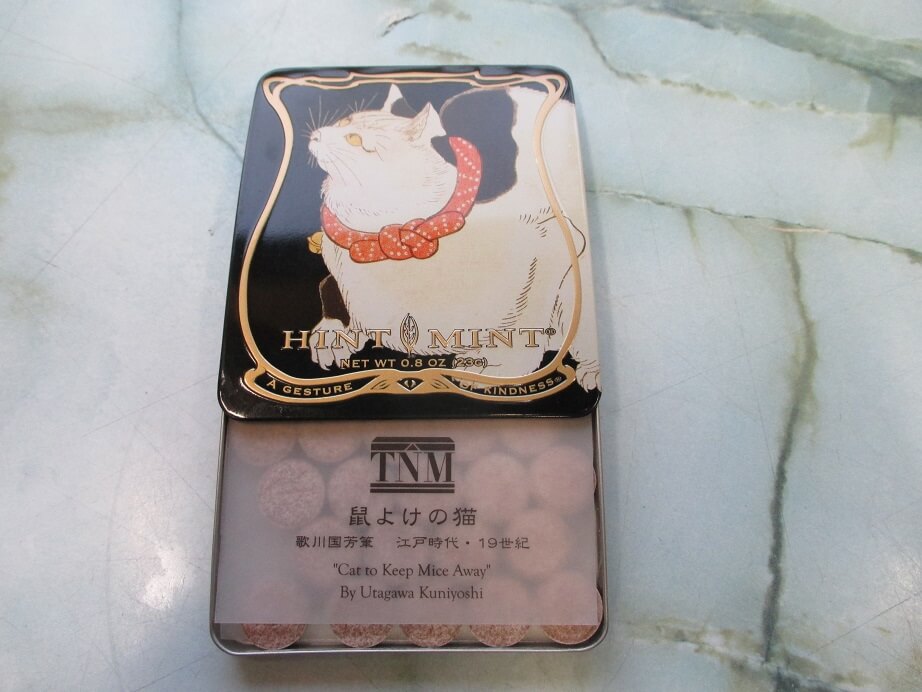 HINT MINT®
NET WT 0.8 OZ (23G)
A GESTURE OF KINDNESS®
TNM
鼠よけの猫
歌川国芳筆 江戸時代・19世紀
"Cat to Keep Mice Away"
By Utagawa Kuniyoshi